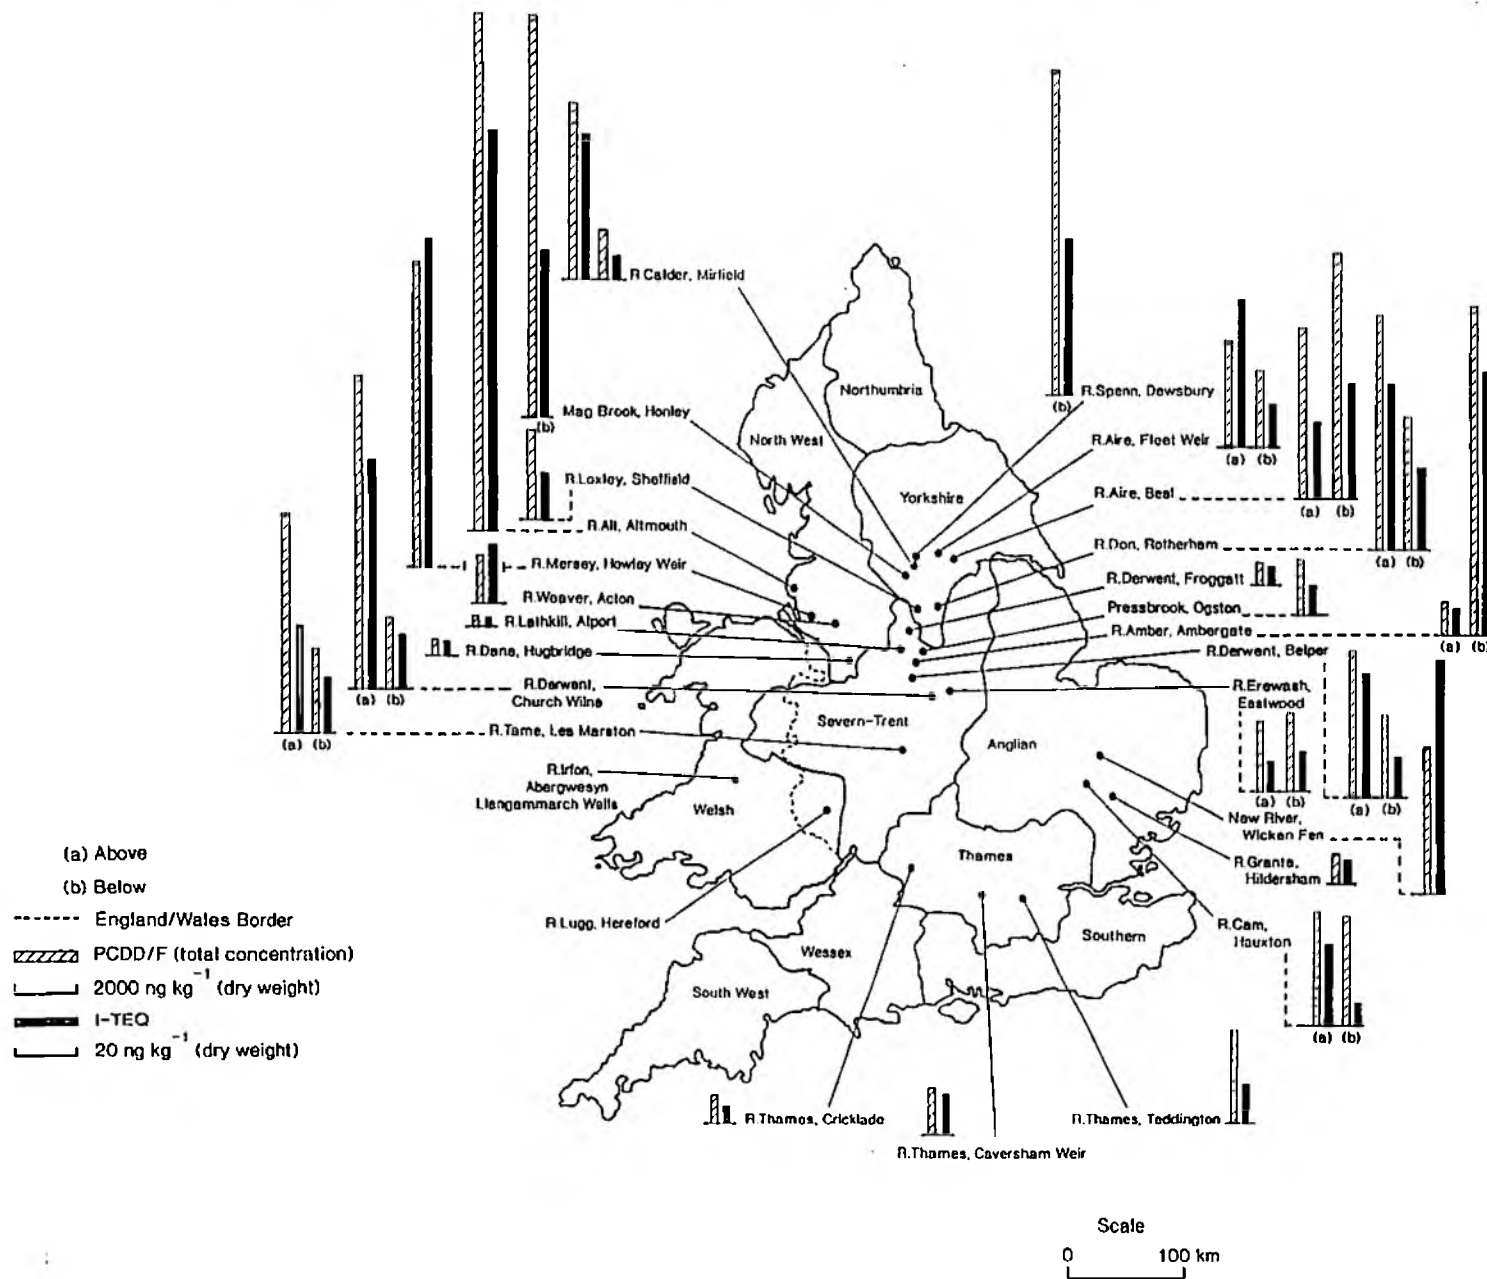 R.Calder, Mirfield
(b)
(b)
R.Spenn, Dewsbury
Northumbria
Mag Brook, Honley
North West
R.Aire, Fleet Weir
(a) (b)
R.Loxley, Sheffield
Yorkshire
R.Aire, Beal
(a) (b)
R.Alt, Altmouth
R.Don, Rotherham
(a) (b)
R.Mersey, Howley Weir
R.Derwent, Froggatt
R.Weaver, Acton
Pressbrook, Ogston
R.Lathkill, Alport
R.Amber, Ambergate
(a) (b)
R.Dane, Hugbridge
R.Derwent, Belper
R.Derwent,
Church Wilne
(a) (b)
R.Erewash,
Eastwood
Severn-Trent
R.Tame, Lea Marston
(a) (b)
Anglian
R.Irfon,
Abergwesyn
Llangammarch Wells
Welsh
(a) (b)
(a) (b)
New River,
Wicken Fen
(a) Above
(b) Below
Thames
R.Granta,
Hildersham
England/Wales Border
R.Lugg, Hereford
R.Cam,
Hauxton
Southern
PCDD/F (total concentration)
Wessex
2000 ng kg⁻¹ (dry weight)
South West
I-TEQ
(a) (b)
20 ng kg⁻¹ (dry weight)
R.Thames, Cricklade
R.Thames, Teddington
R.Thames, Caversham Weir
Scale
0 100 km